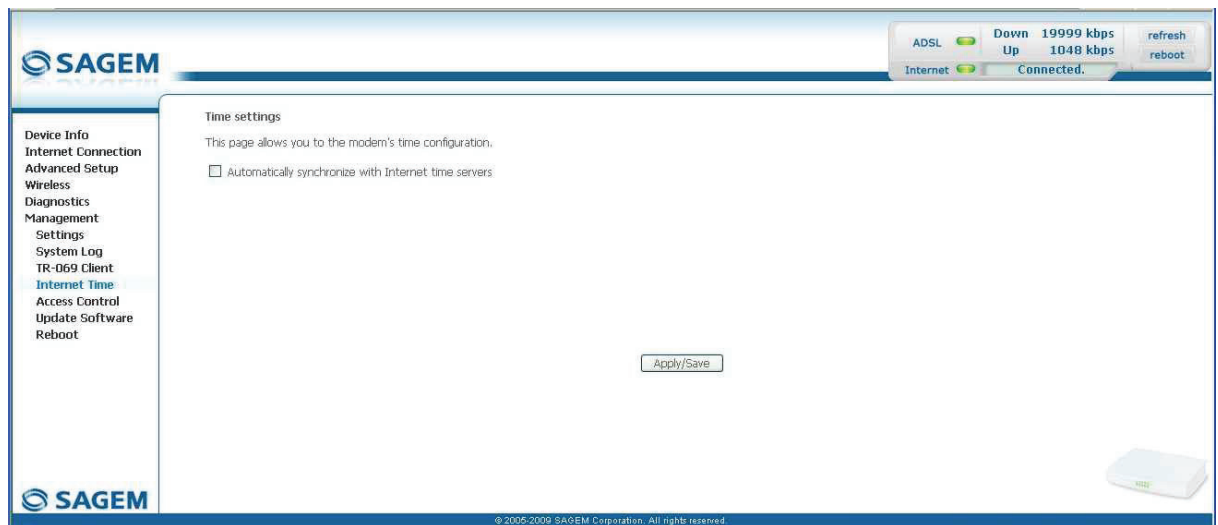 SAGEM
ADSL Down 19999 kbps refresh
Up 1048 kbps reboot
Internet Connected.
Device Info
Internet Connection
Advanced Setup
Wireless
Diagnostics
Management
Settings
System Log
TR-069 Client
Internet Time
Access Control
Update Software
Reboot
Time settings
This page allows you to the modem's time configuration.
Automatically synchronize with Internet time servers
Apply/Save
SAGEM
© 2005-2009 SAGEM Corporation. All rights reserved.